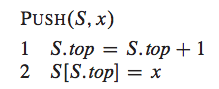 PUSH(S, x)
1 S.top = S.top + 1
2 S[S.top] = x